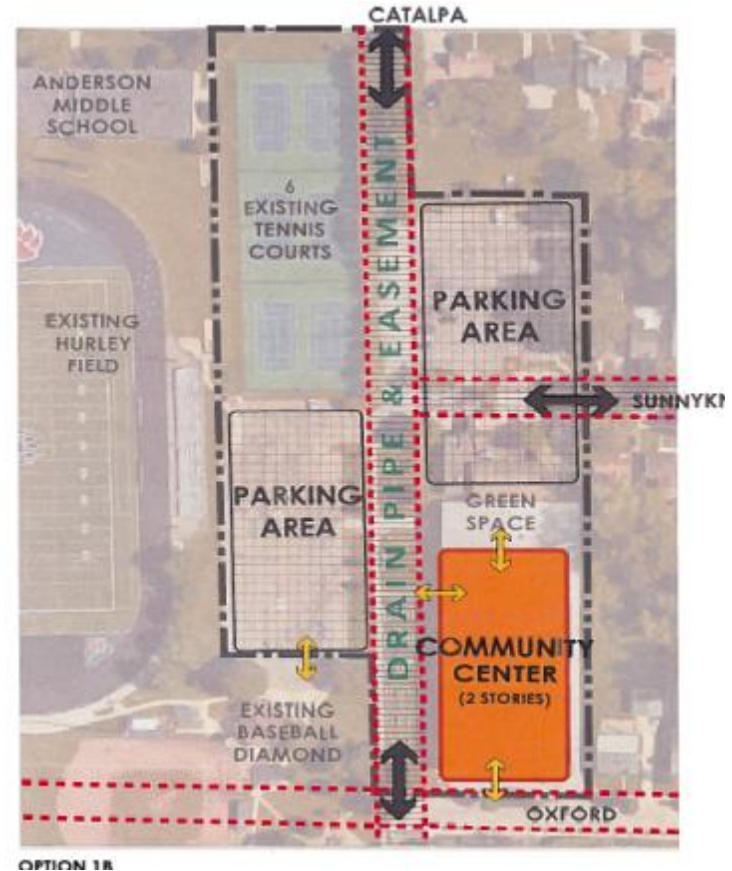 CATALPA
ANDERSON
MIDDLE
SCHOOL
6
EXISTING
TENNIS
COURTS
DRAIN PIPE & EASEMENT
PARKING
AREA
EXISTING
HURLEY
FIELD
SUNNYKN
PARKING
AREA
GREEN
SPACE
COMMUNITY
CENTER
(2 STORIES)
EXISTING
BASEBALL
DIAMOND
OXFORD
OPTION 1B